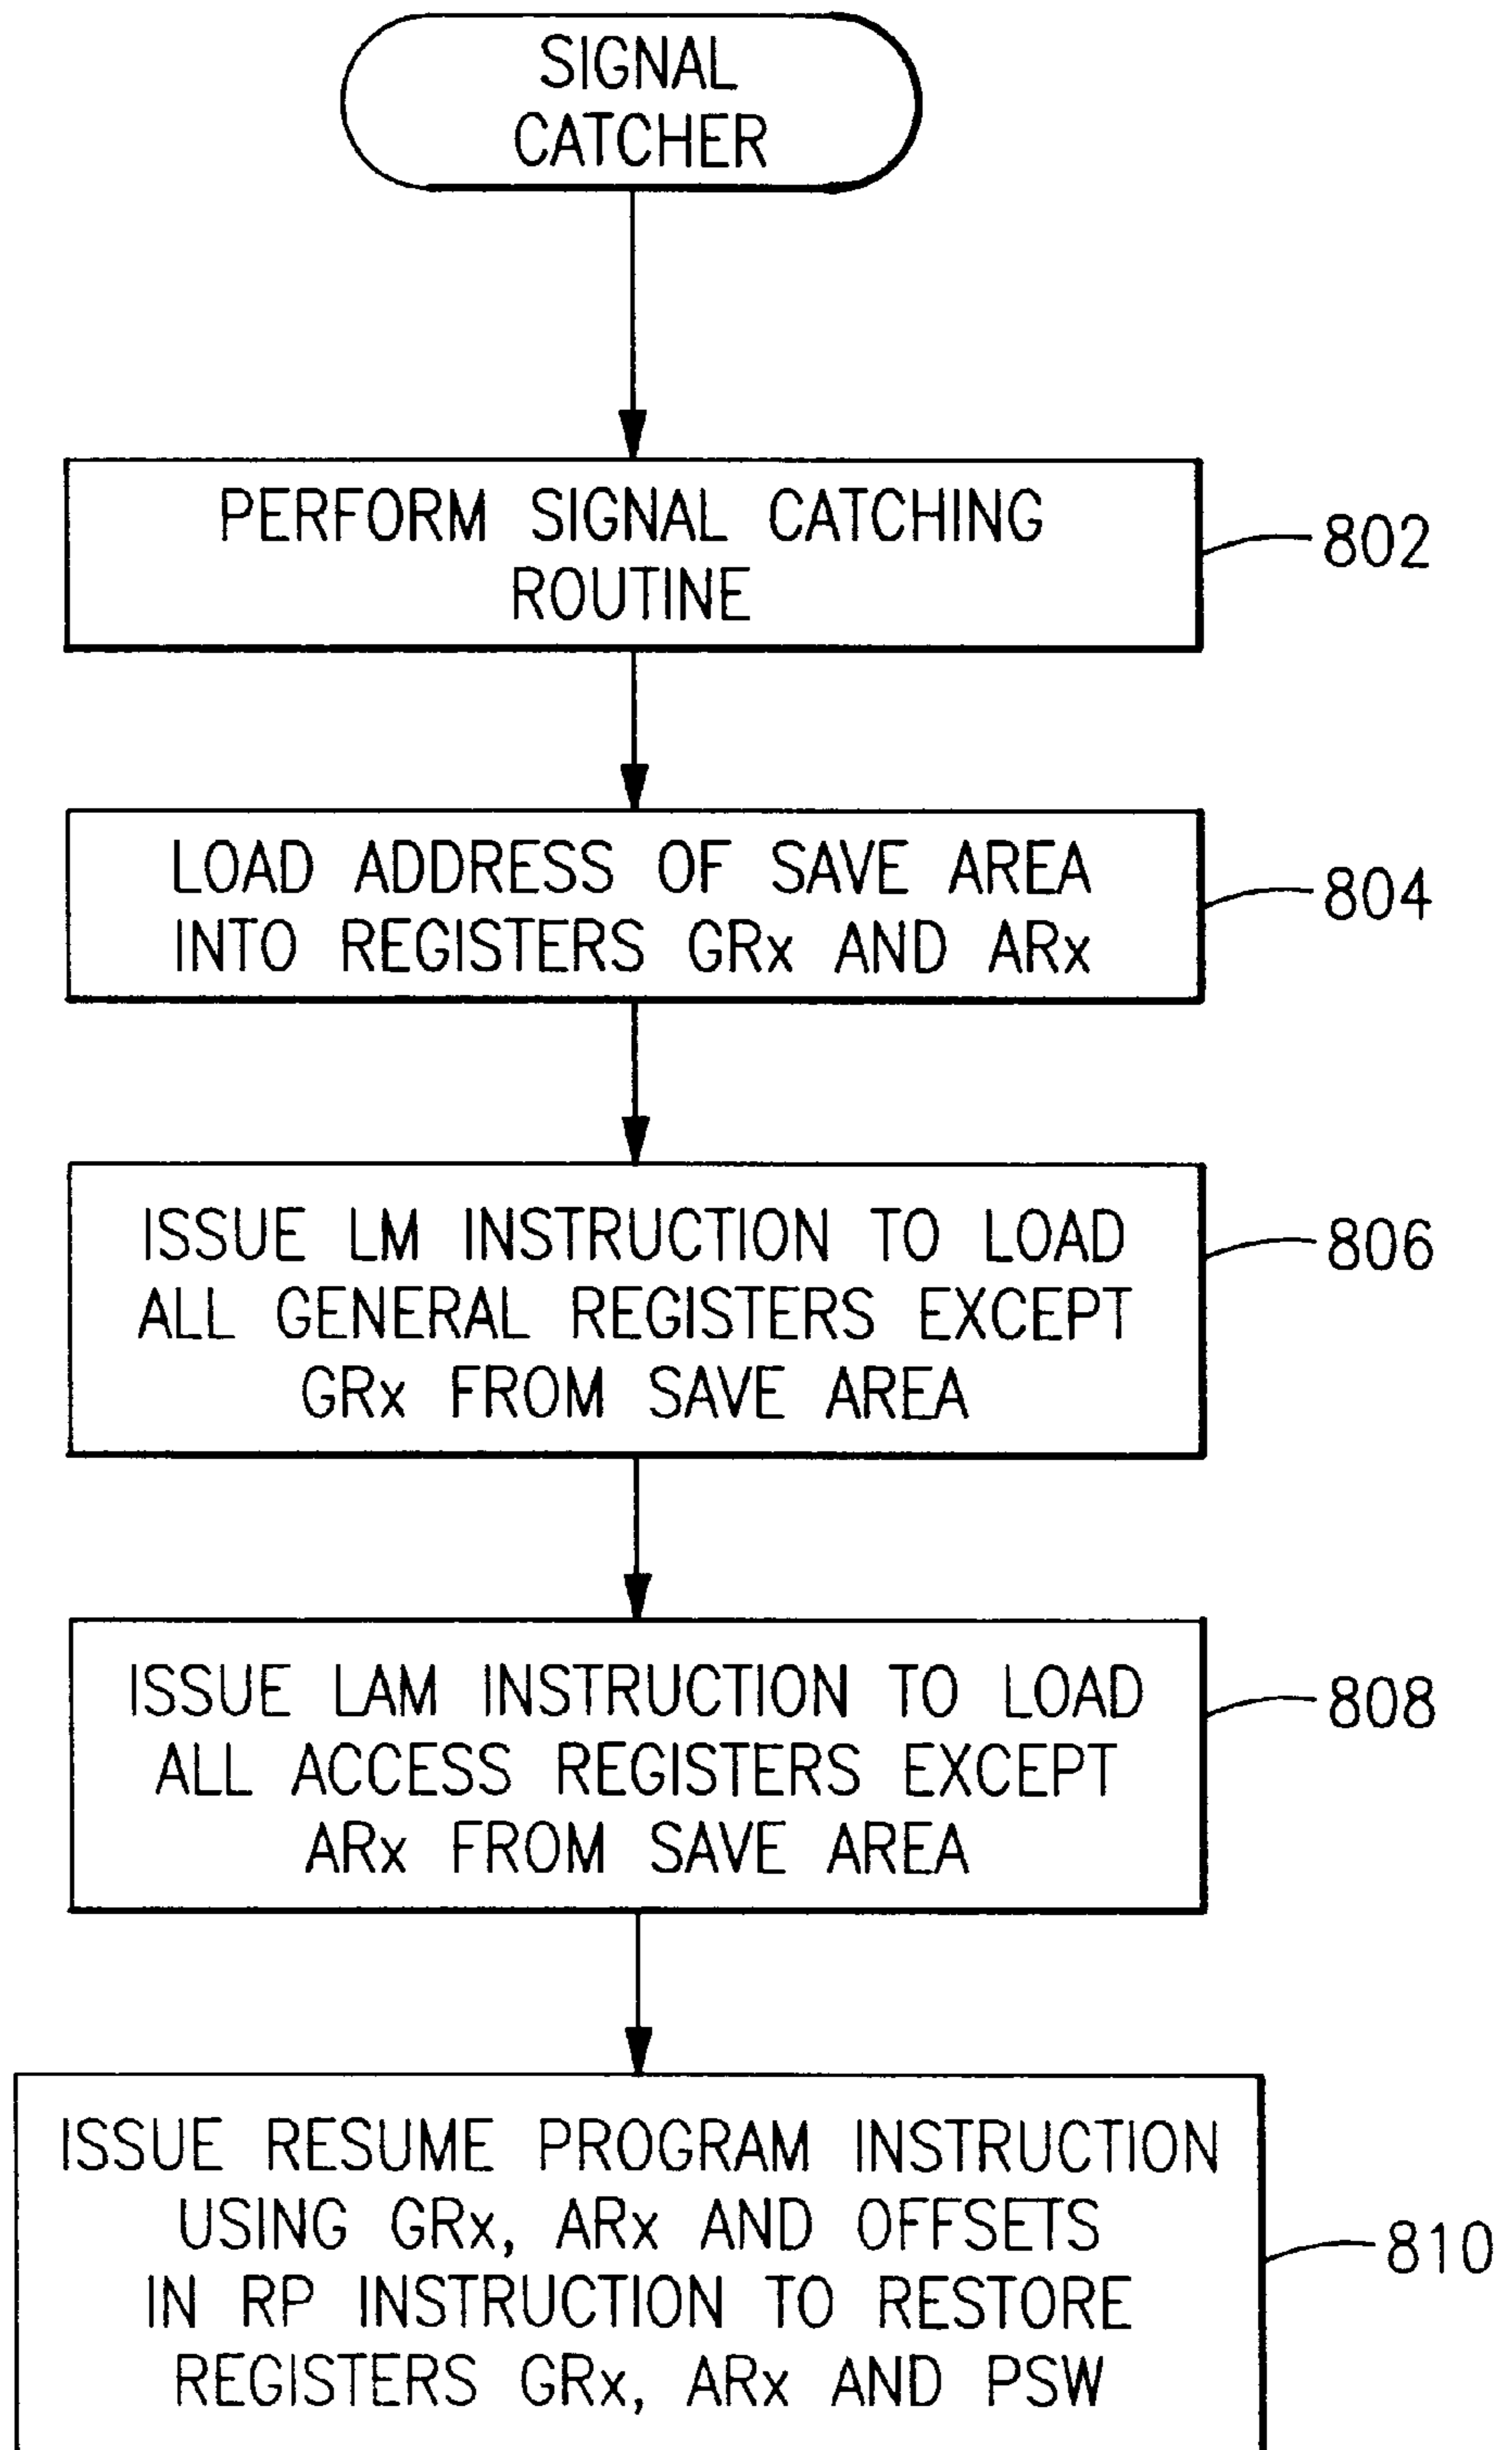 SIGNAL
CATCHER
PERFORM SIGNAL CATCHING
ROUTINE
802
LOAD ADDRESS OF SAVE AREA
INTO REGISTERS GRx AND ARx
804
ISSUE LM INSTRUCTION TO LOAD
ALL GENERAL REGISTERS EXCEPT
GRx FROM SAVE AREA
806
ISSUE LAM INSTRUCTION TO LOAD
ALL ACCESS REGISTERS EXCEPT
ARx FROM SAVE AREA
808
ISSUE RESUME PROGRAM INSTRUCTION
USING GRx, ARx AND OFFSETS
IN RP INSTRUCTION TO RESTORE
REGISTERS GRx, ARx AND PSW
810